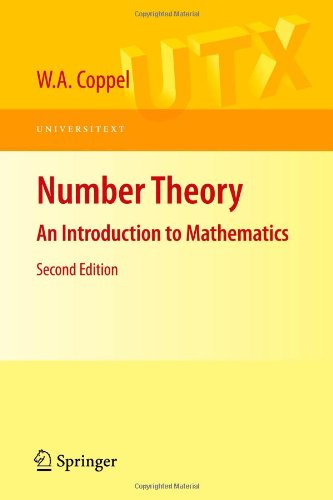 UTX
W.A. Coppel
UNIVERSITEXT
Number Theory
An Introduction to Mathematics
Second Edition
Springer